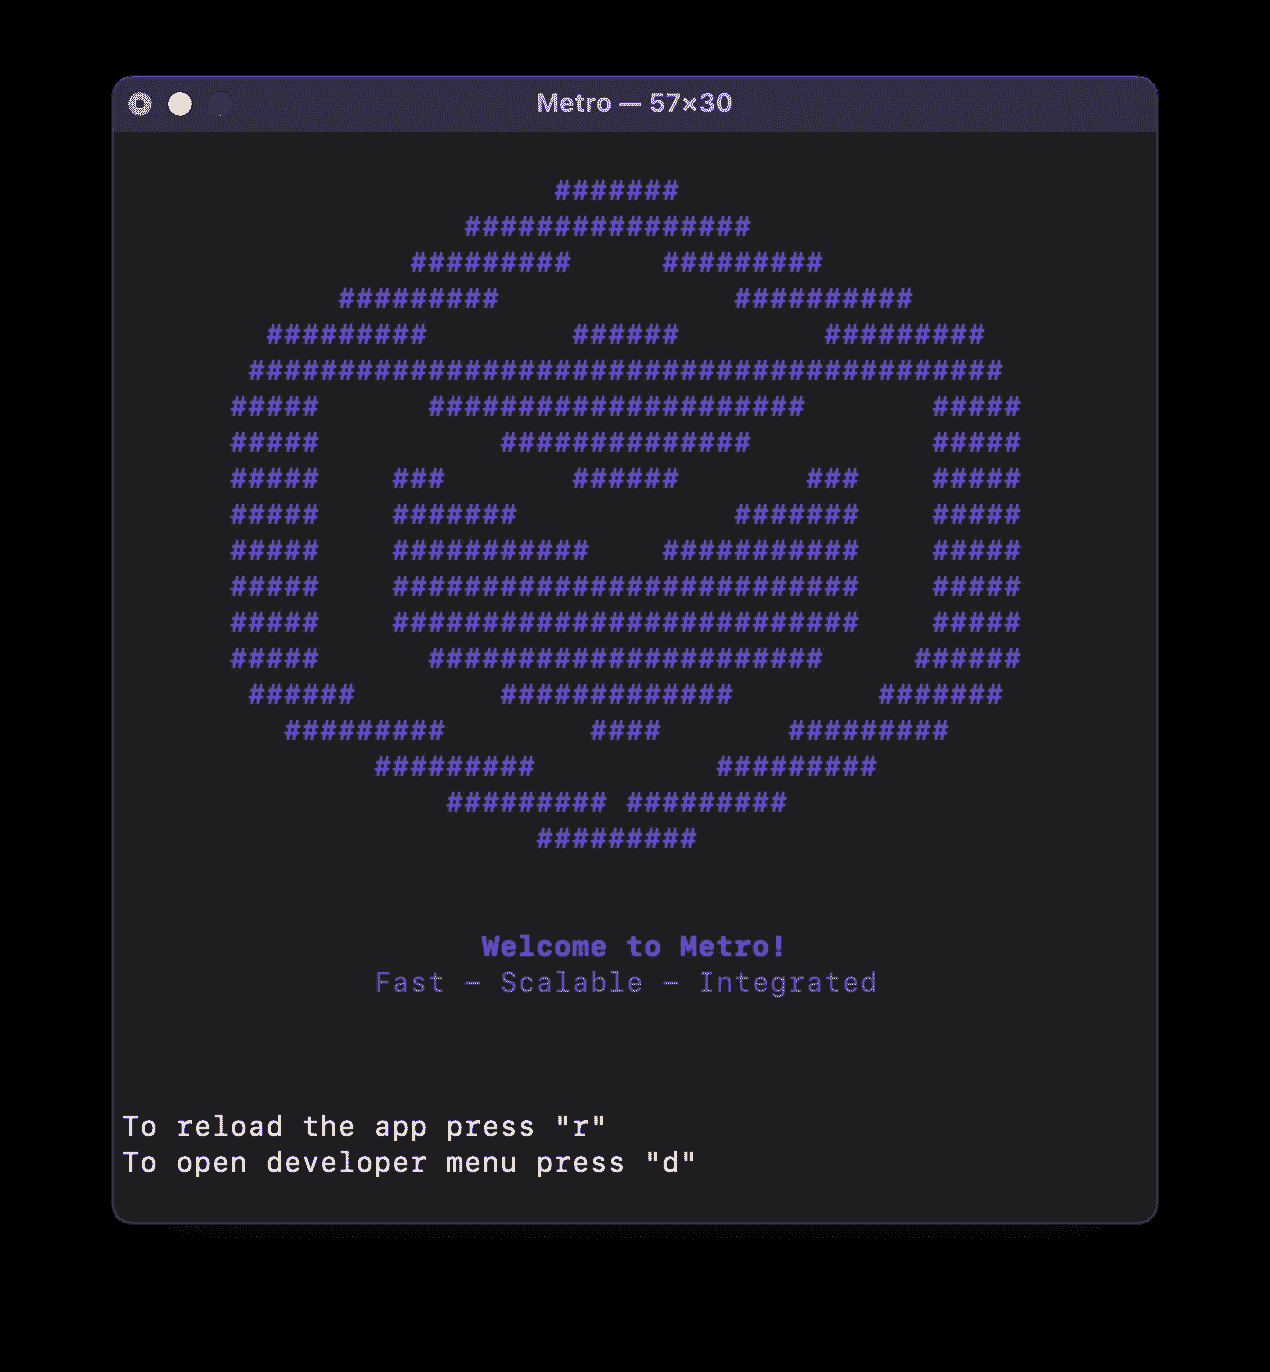 Metro — 57×30
#######
################
######### #########
######### ##########
######### ###### #########
##########################################
##### ##################### #####
##### ############## #####
##### ### ###### ### #####
##### ####### ####### #####
##### ########### ########### #####
##### ########################## #####
##### ########################## #####
##### ###################### ######
###### ############# #######
######### #### #########
######### #########
######### #########
#########
Welcome to Metro!
Fast - Scalable - Integrated
To reload the app press "r"
To open developer menu press "d"